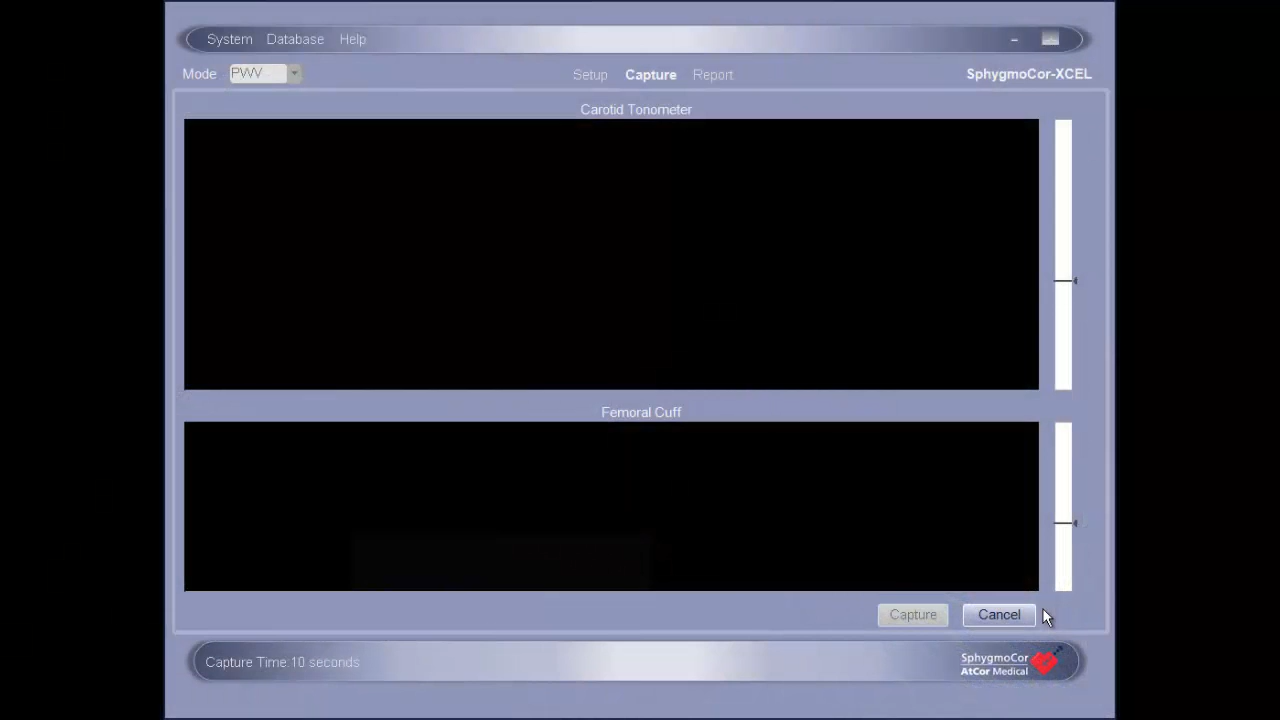 System Database Help
Mode PWV Setup Capture Report SphygmoCor-XCEL
Carotid Tonometer
Femoral Cuff
Capture Cancel
Capture Time:10 seconds
SphygmoCor
AtCor Medical